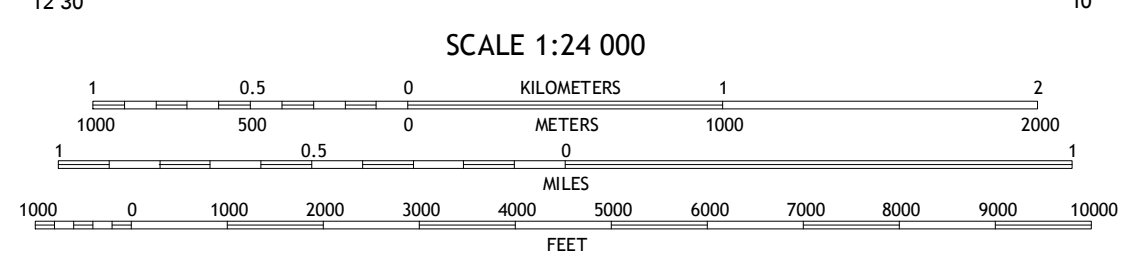 12'30"
10'
SCALE 1:24 000
1 0.5 0 KILOMETERS 1 2
1000 500 0 METERS 1000 2000
1 0.5 0 1
MILES
1000 0 1000 2000 3000 4000 5000 6000 7000 8000 9000 10000
FEET